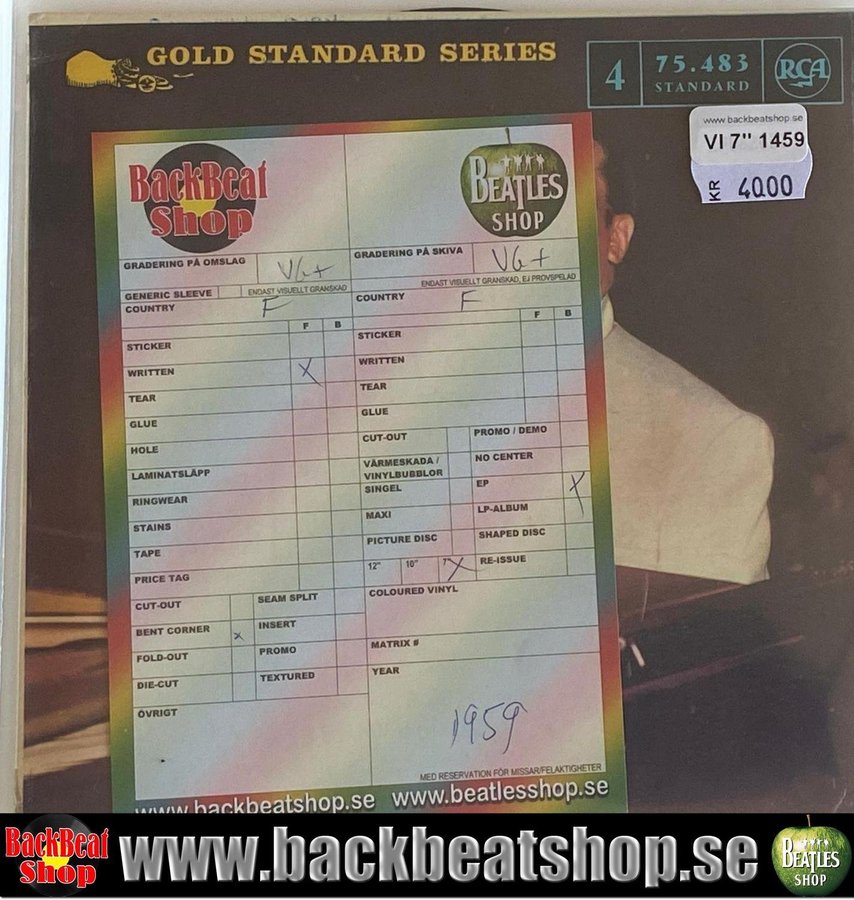 GOLD STANDARD SERIES
4
75.483
STANDARD
RCA
www.backbeatshop.se
VI 7" 1459
KR 4000
BackBeat
Shop
BEATLES
SHOP
GRADERING PÅ OMSLAG VG+
GRADERING PÅ SKIVA VG+
GENERIC SLEEVE
ENDAST VISUELLT GRANSKAD
ENDAST VISUELLT GRANSKAD, EJ PROVSPELAD
COUNTRY F
COUNTRY F
F B
F B
STICKER
STICKER
WRITTEN X
WRITTEN
TEAR
TEAR
GLUE
GLUE
HOLE
CUT-OUT
PROMO / DEMO
LAMINATSLÄPP
VÄRMESKADA /
VINYLBUBBLOR
NO CENTER
RINGWEAR
SINGEL
EP X
STAINS
MAXI
LP-ALBUM
TAPE
PICTURE DISC
SHAPED DISC
PRICE TAG
12" 10" 7" X
RE-ISSUE
CUT-OUT
SEAM SPLIT
COLOURED VINYL
BENT CORNER x
INSERT
FOLD-OUT
PROMO
MATRIX #
DIE-CUT
TEXTURED
YEAR
ÖVRIGT
1959
MED RESERVATION FÖR MISSAR/FELAKTIGHETER
www.backbeatshop.se www.beatlesshop.se
BackBeat
Shop
www.backbeatshop.se
BEATLES
SHOP